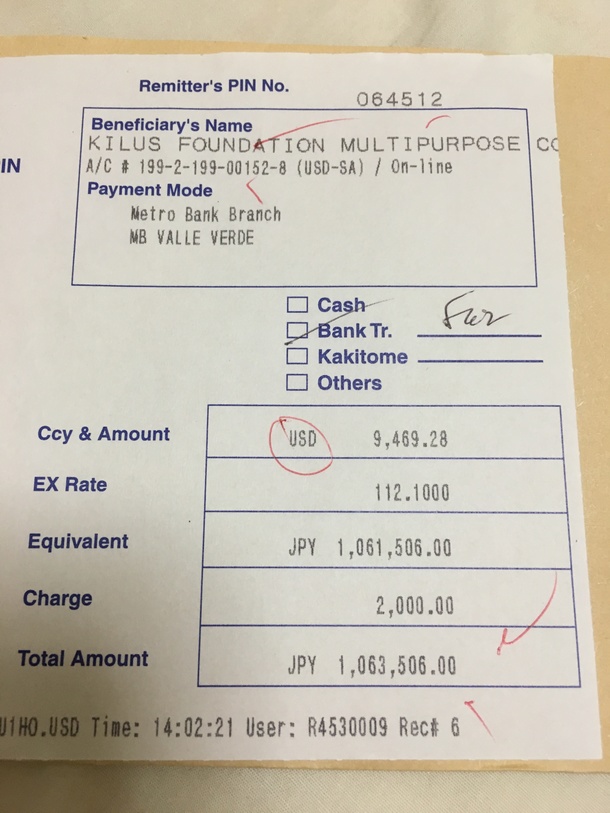 Remitter's PIN No. 064512
Beneficiary's Name
KILUS FOUNDATION MULTIPURPOSE CO
A/C # 199-2-199-00152-8 (USD-SA) / On-line
IN
Payment Mode
Metro Bank Branch
MB VALLE VERDE
Cash
Bank Tr.
Kakitome
Others
Ccy & Amount USD 9,469.28
EX Rate 112.1000
Equivalent JPY 1,061,506.00
Charge 2,000.00
Total Amount JPY 1,063,506.00
U1HO.USD Time: 14:02:21 User: R4530009 Rec# 6